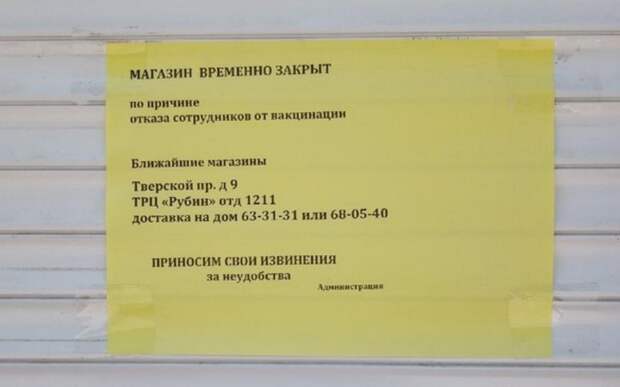 МАГАЗИН ВРЕМЕННО ЗАКРЫТ
по причине
отказа сотрудников от вакцинации
Ближайшие магазины
Тверской пр. д 9
ТРЦ «Рубин» отд 1211
доставка на дом 63-31-31 или 68-05-40
ПРИНОСИМ СВОИ ИЗВИНЕНИЯ
за неудобства
Администрация